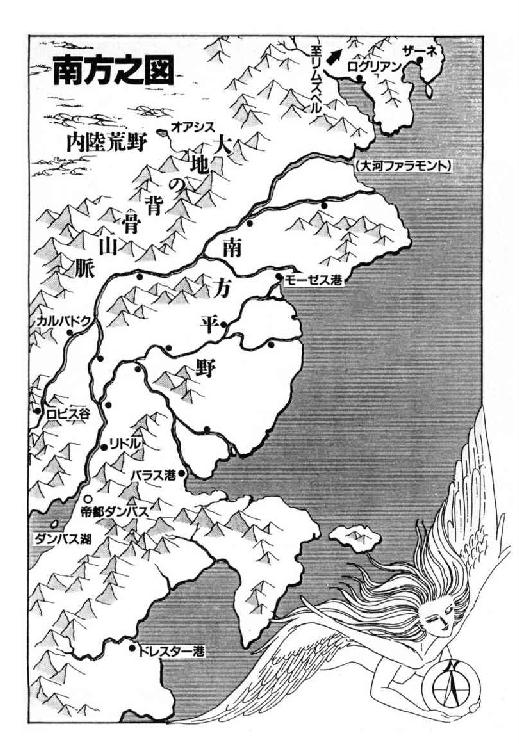 南方之図
至リムズベル
ログリアン
ザーネ
オアシス
内陸荒野
大地の背骨山脈
(大河ファラモント)
南方平野
モーゼス港
カルバドク
ロビス谷
リドル
バラス港
帝都ダンバス
ダンバス湖
ドレスター港